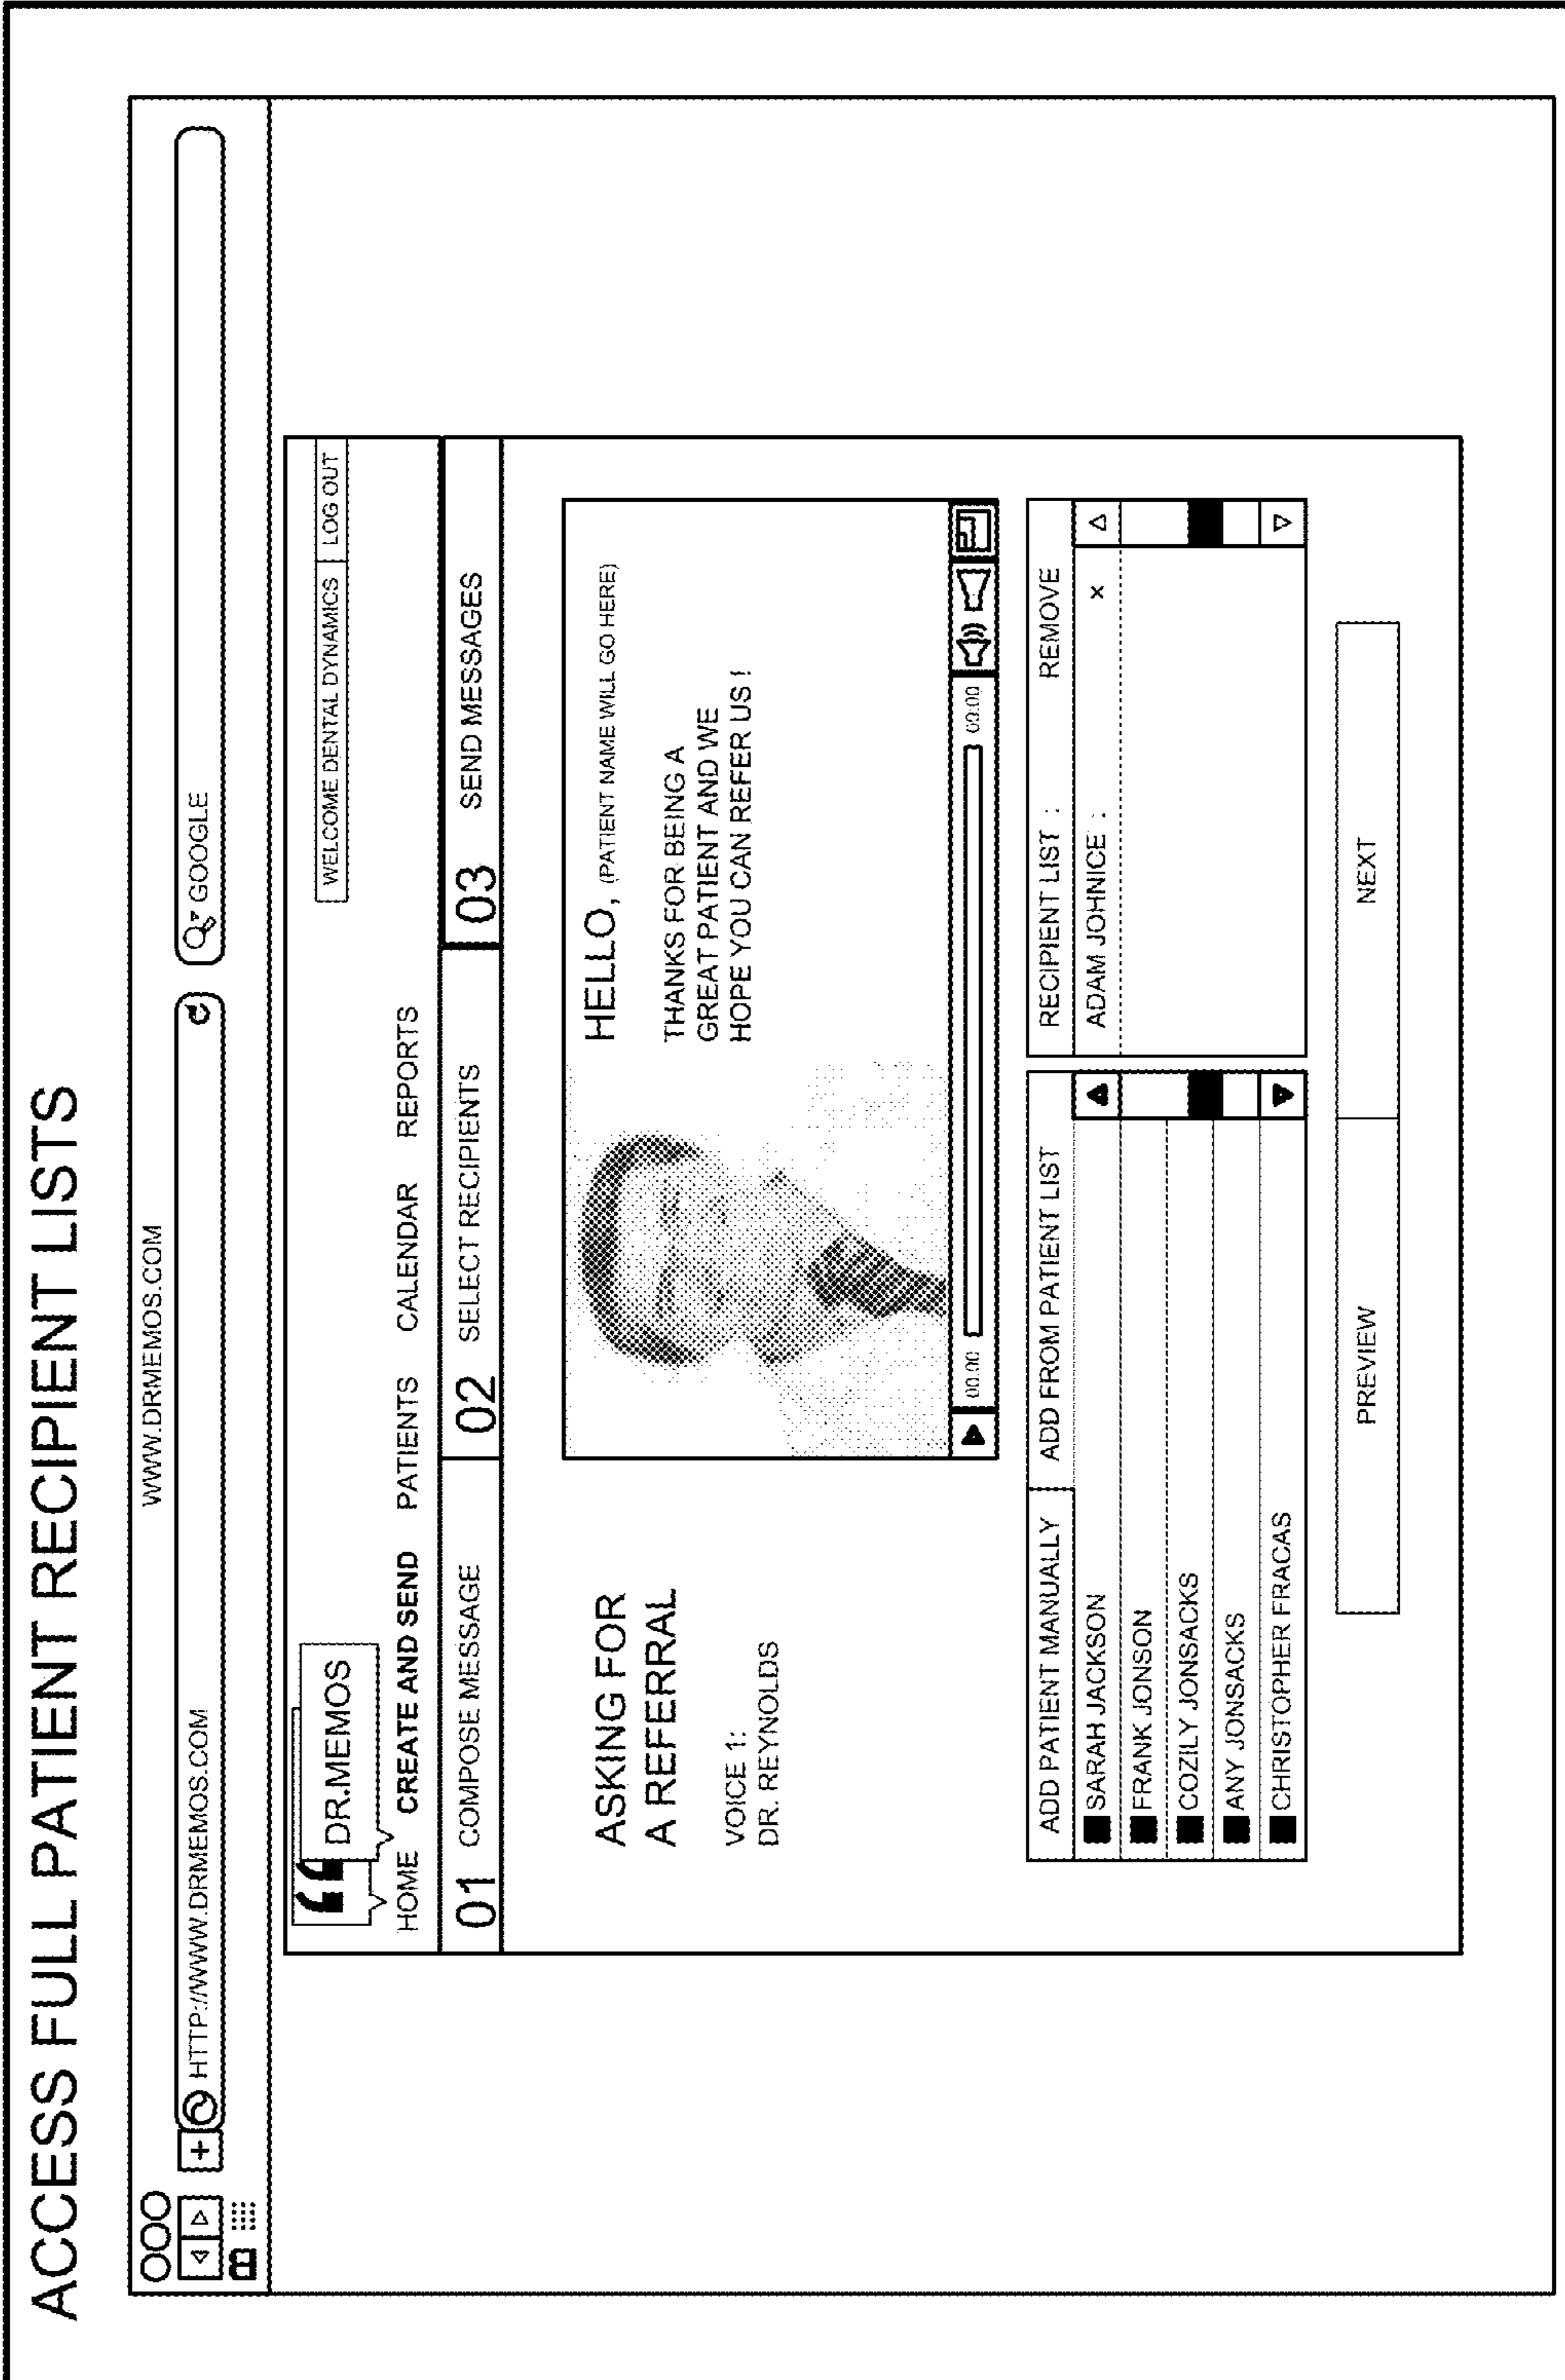 ACCESS FULL PATIENT RECIPIENT LISTS
WWW.DRMEMOS.COM
HTTP://WWW.DRMEMOS.COM
GOOGLE
DR.MEMOS
WELCOME DENTAL DYNAMICS LOG OUT
HOME CREATE AND SEND PATIENTS CALENDAR REPORTS
01 COMPOSE MESSAGE 02 SELECT RECIPIENTS 03 SEND MESSAGES
ASKING FOR
A REFERRAL
VOICE 1:
DR. REYNOLDS
HELLO, (PATIENT NAME WILL GO HERE)
THANKS FOR BEING A
GREAT PATIENT AND WE
HOPE YOU CAN REFER US !
00:00 00:00
ADD PATIENT MANUALLY ADD FROM PATIENT LIST
SARAH JACKSON
FRANK JONSON
COZILY JONSACKS
ANY JONSACKS
CHRISTOPHER FRACAS
RECIPIENT LIST : REMOVE
ADAM JOHNICE : ×
PREVIEW NEXT